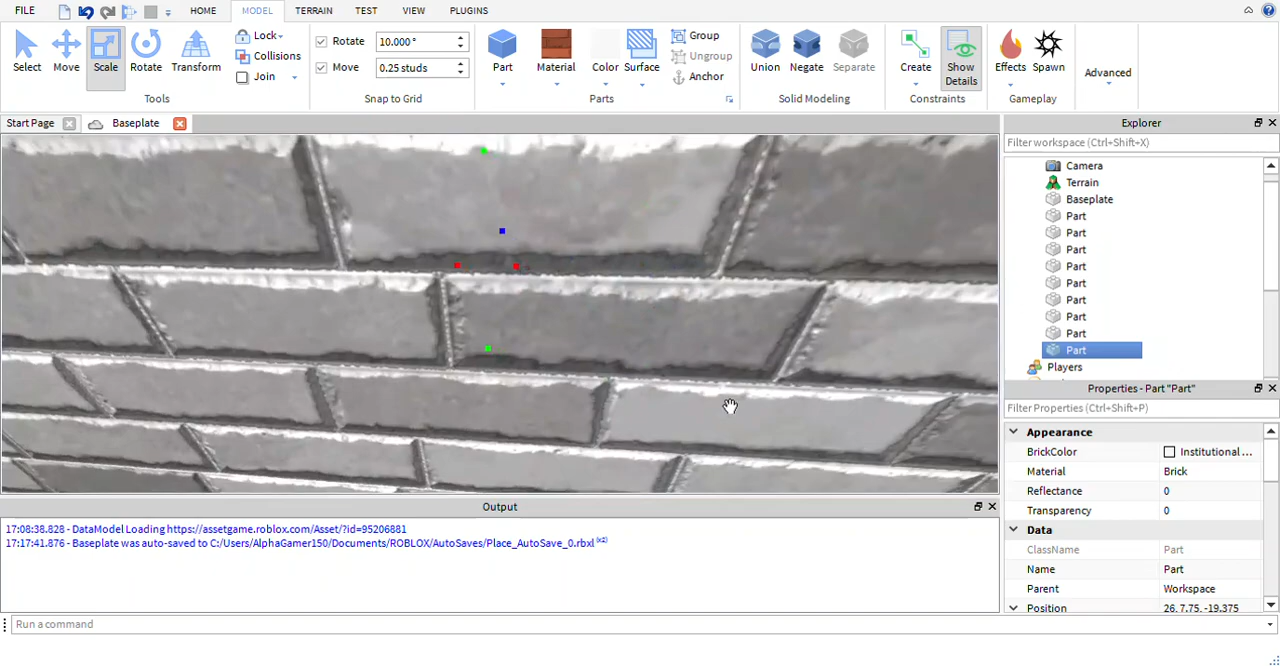 FILE HOME MODEL TERRAIN TEST VIEW PLUGINS
Select Move Scale Rotate Transform
Lock
Collisions
Join
Tools
Rotate 10.000 °
Move 0.25 studs
Snap to Grid
Part Material Color Surface
Group
Ungroup
Anchor
Parts
Union Negate Separate
Solid Modeling
Create Show Details
Constraints
Effects Spawn
Gameplay
Advanced
Start Page Baseplate
Explorer
Filter workspace (Ctrl+Shift+X)
Camera
Terrain
Baseplate
Part
Part
Part
Part
Part
Part
Part
Part
Part
Players
Properties - Part "Part"
Filter Properties (Ctrl+Shift+P)
Appearance
BrickColor Institutional ...
Material Brick
Reflectance 0
Transparency 0
Data
ClassName Part
Name Part
Parent Workspace
Position 26, 7.75, -19.375
Output
17:08:38.828 - DataModel Loading https://assetgame.roblox.com/Asset/?id=95206881
17:17:41.876 - Baseplate was auto-saved to C:/Users/AlphaGamer150/Documents/ROBLOX/AutoSaves/Place_AutoSave_0.rbxl (x2)
Run a command